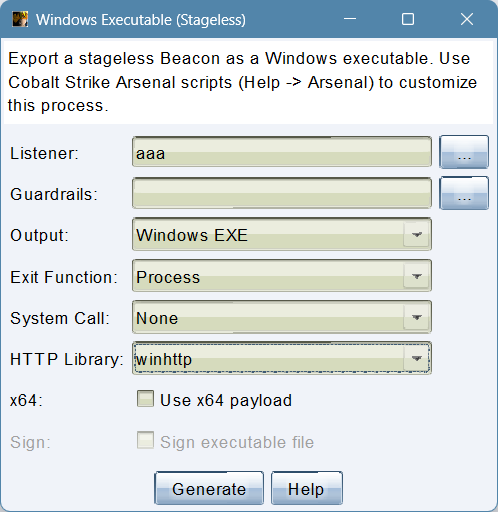 Windows Executable (Stageless)
Export a stageless Beacon as a Windows executable. Use
Cobalt Strike Arsenal scripts (Help -> Arsenal) to customize
this process.
Listener: aaa ...
Guardrails: ...
Output: Windows EXE
Exit Function: Process
System Call: None
HTTP Library: winhttp
x64: Use x64 payload
Sign: Sign executable file
Generate Help